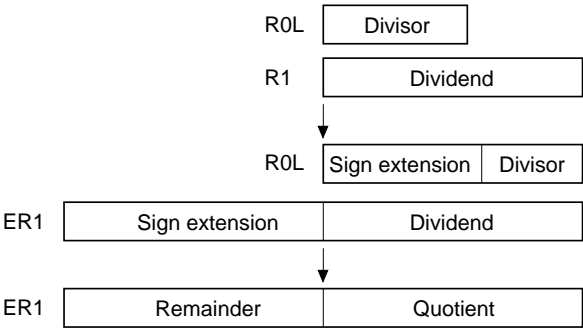 R0L Divisor
R1 Dividend
R0L Sign extension Divisor
ER1 Sign extension Dividend
ER1 Remainder Quotient